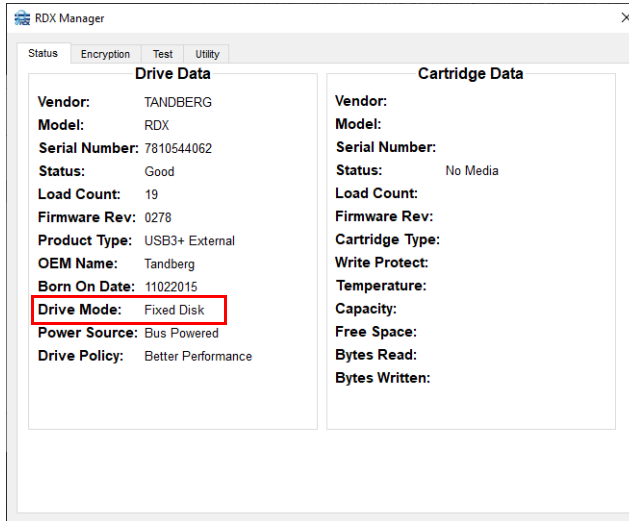 RDX Manager
Status Encryption Test Utility
Drive Data
Vendor: TANDBERG
Model: RDX
Serial Number: 7810544062
Status: Good
Load Count: 19
Firmware Rev: 0278
Product Type: USB3+ External
OEM Name: Tandberg
Born On Date: 11022015
Drive Mode: Fixed Disk
Power Source: Bus Powered
Drive Policy: Better Performance
Cartridge Data
Vendor:
Model:
Serial Number:
Status: No Media
Load Count:
Firmware Rev:
Cartridge Type:
Write Protect:
Temperature:
Capacity:
Free Space:
Bytes Read:
Bytes Written: